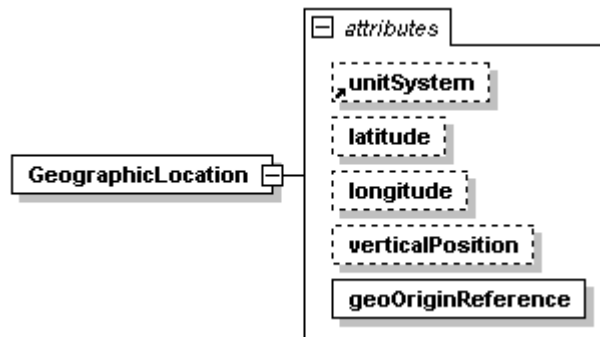 attributes
unitSystem
latitude
GeographicLocation
longitude
verticalPosition
geoOriginReference